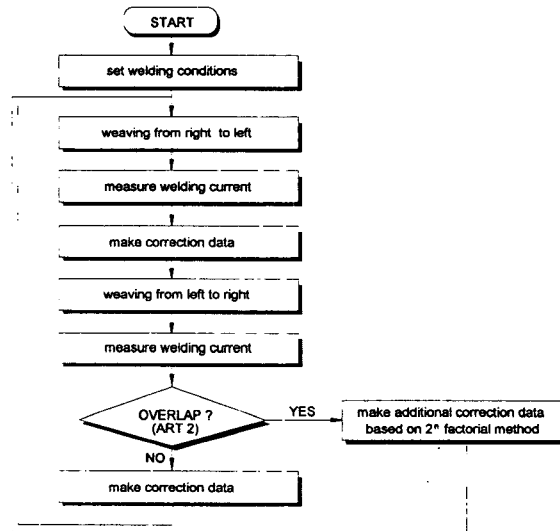 START
set welding conditions
weaving from right to left
measure welding current
make correction data
weaving from left to right
measure welding current
OVERLAP ?
(ART 2)
YES
make additional correction data
based on 2ⁿ factorial method
NO
make correction data